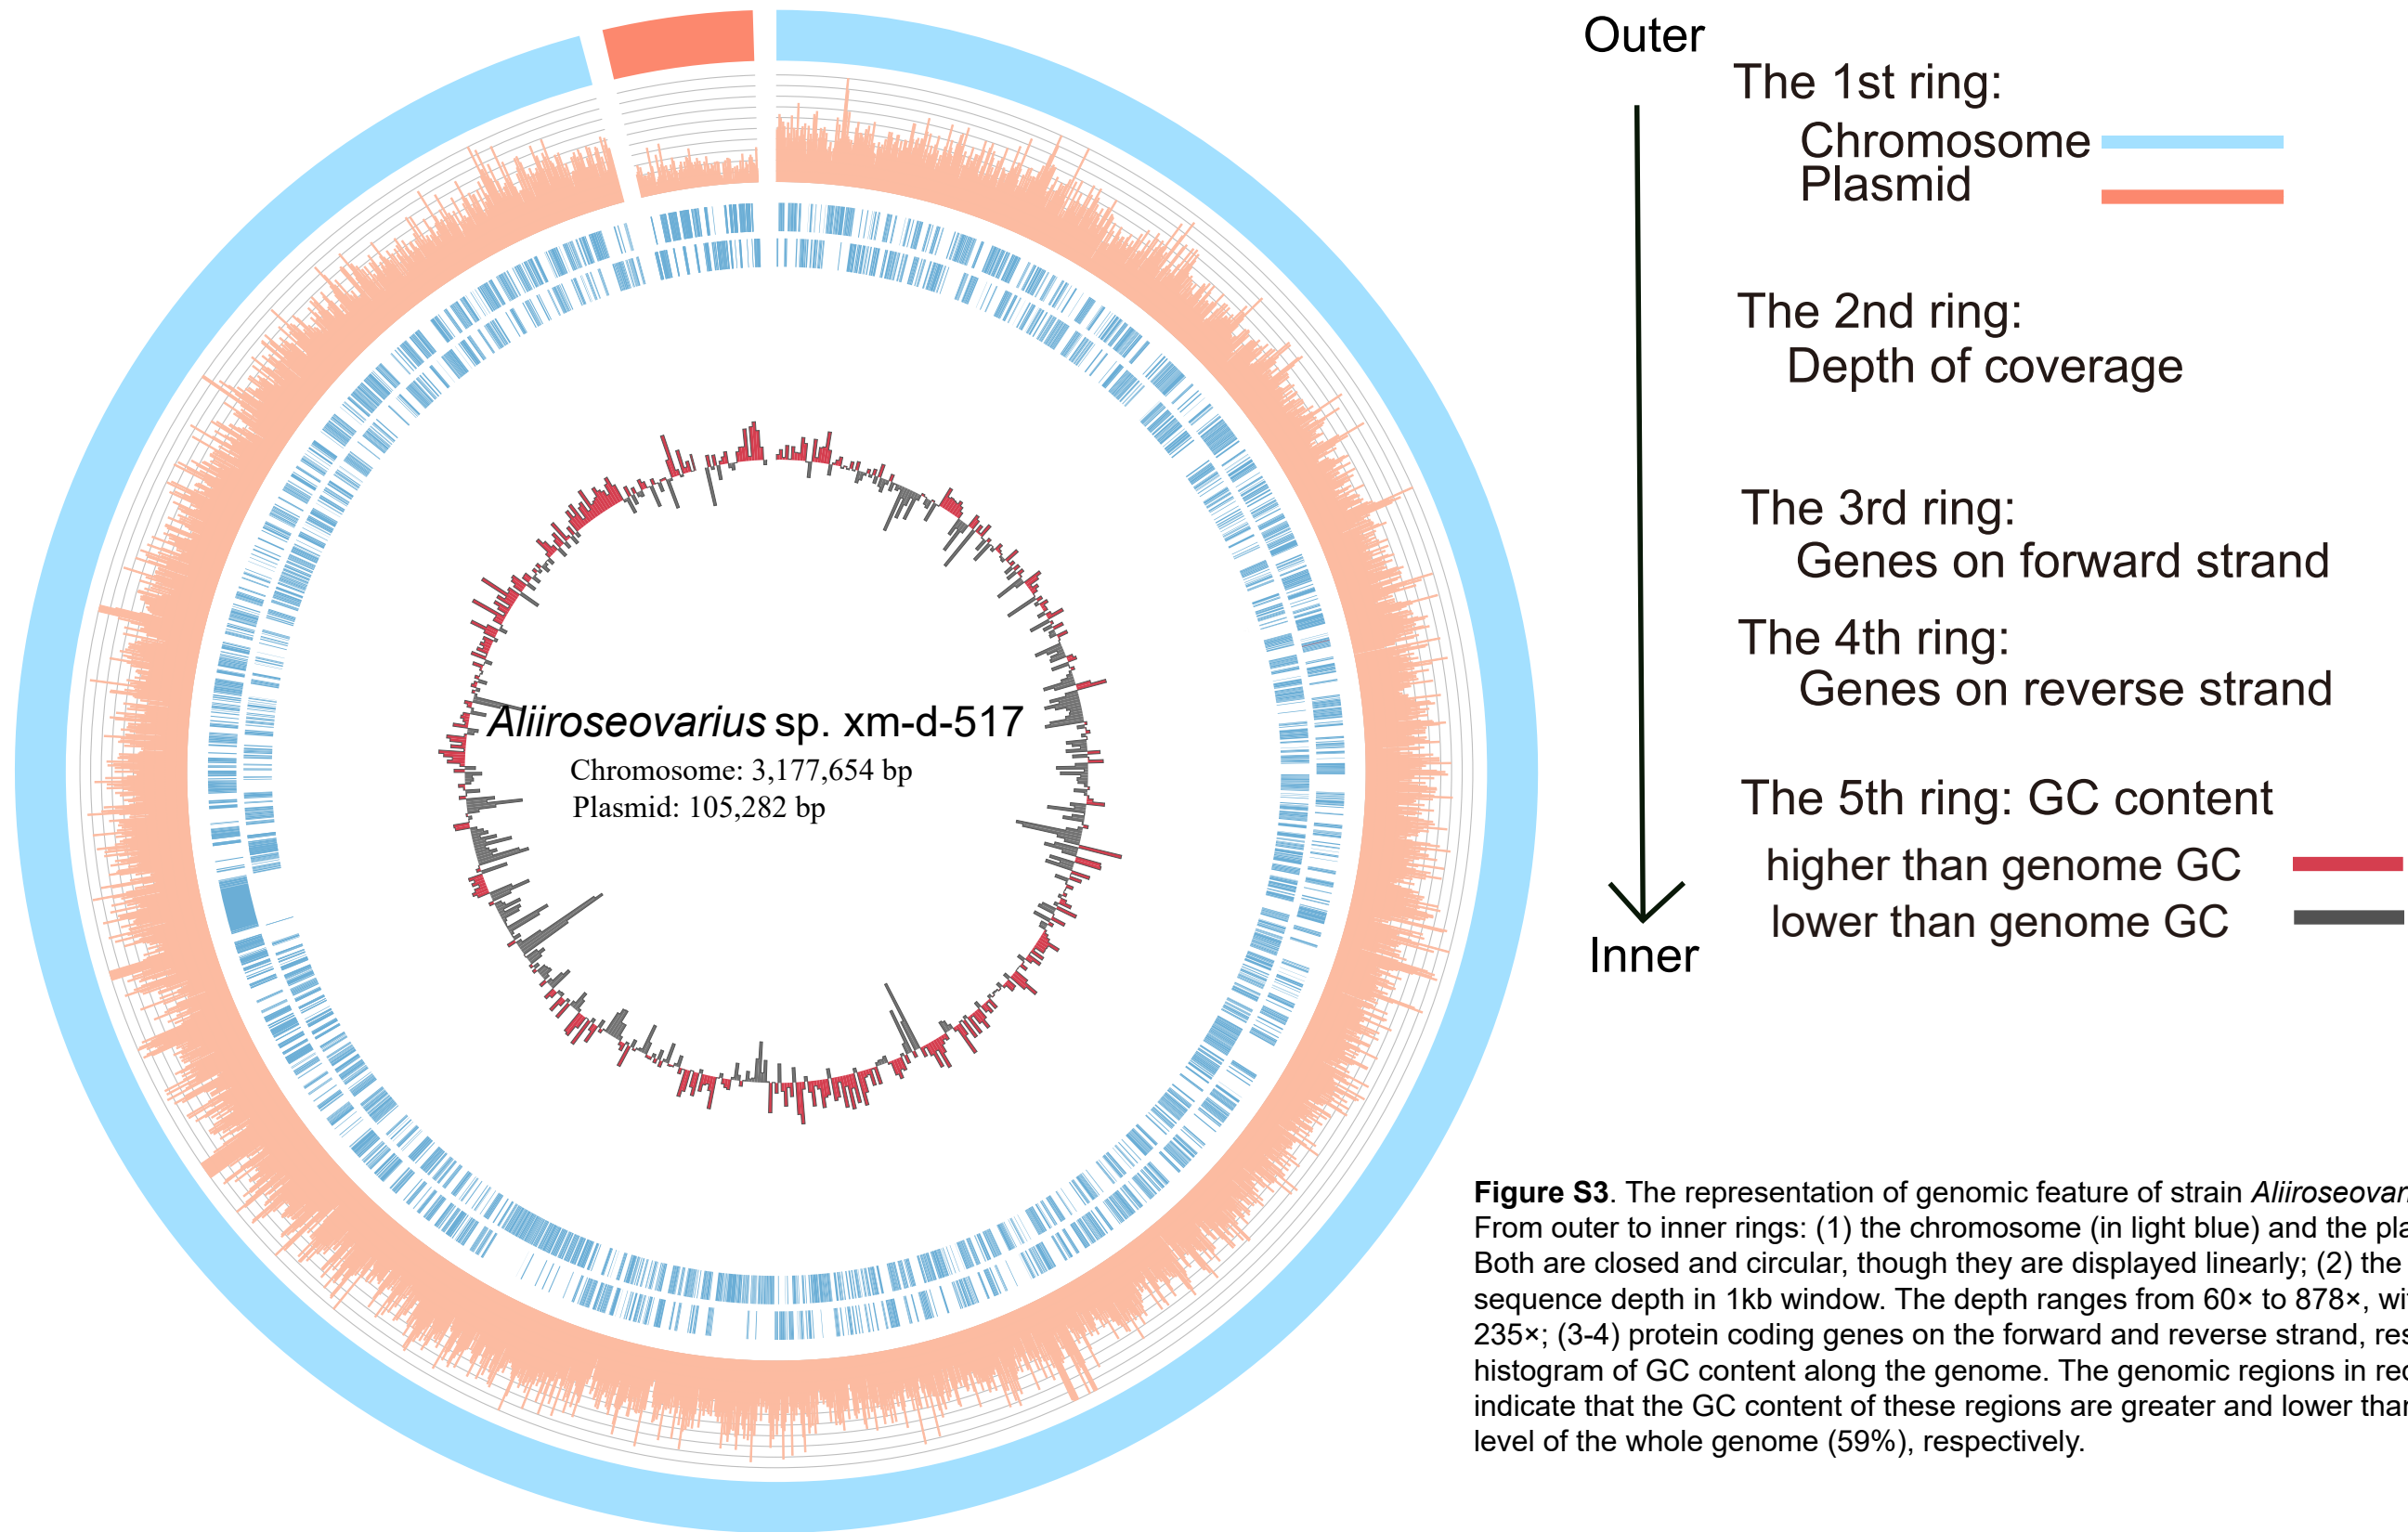 Outer
The 1st ring:
Chromosome
Plasmid
The 2nd ring:
Depth of coverage
The 3rd ring:
Genes on forward strand
The 4th ring:
Genes on reverse strand
The 5th ring: GC content
higher than genome GC
lower than genome GC
Inner
Aliiroseovarius sp. xm-d-517
Chromosome: 3,177,654 bp
Plasmid: 105,282 bp
Figure S3. The representation of genomic feature of strain
From outer to inner rings: (1) the chromosome (in light blue) and the
Both are closed and circular, though they are displayed linearly; (2) the
sequence depth in 1kb window. The depth ranges from 60× to 878×,
235×; (3-4) protein coding genes on the forward and reverse strand,
histogram of GC content along the genome. The genomic regions in
indicate that the GC content of these regions are greater and lower than
level of the whole genome (59%), respectively.